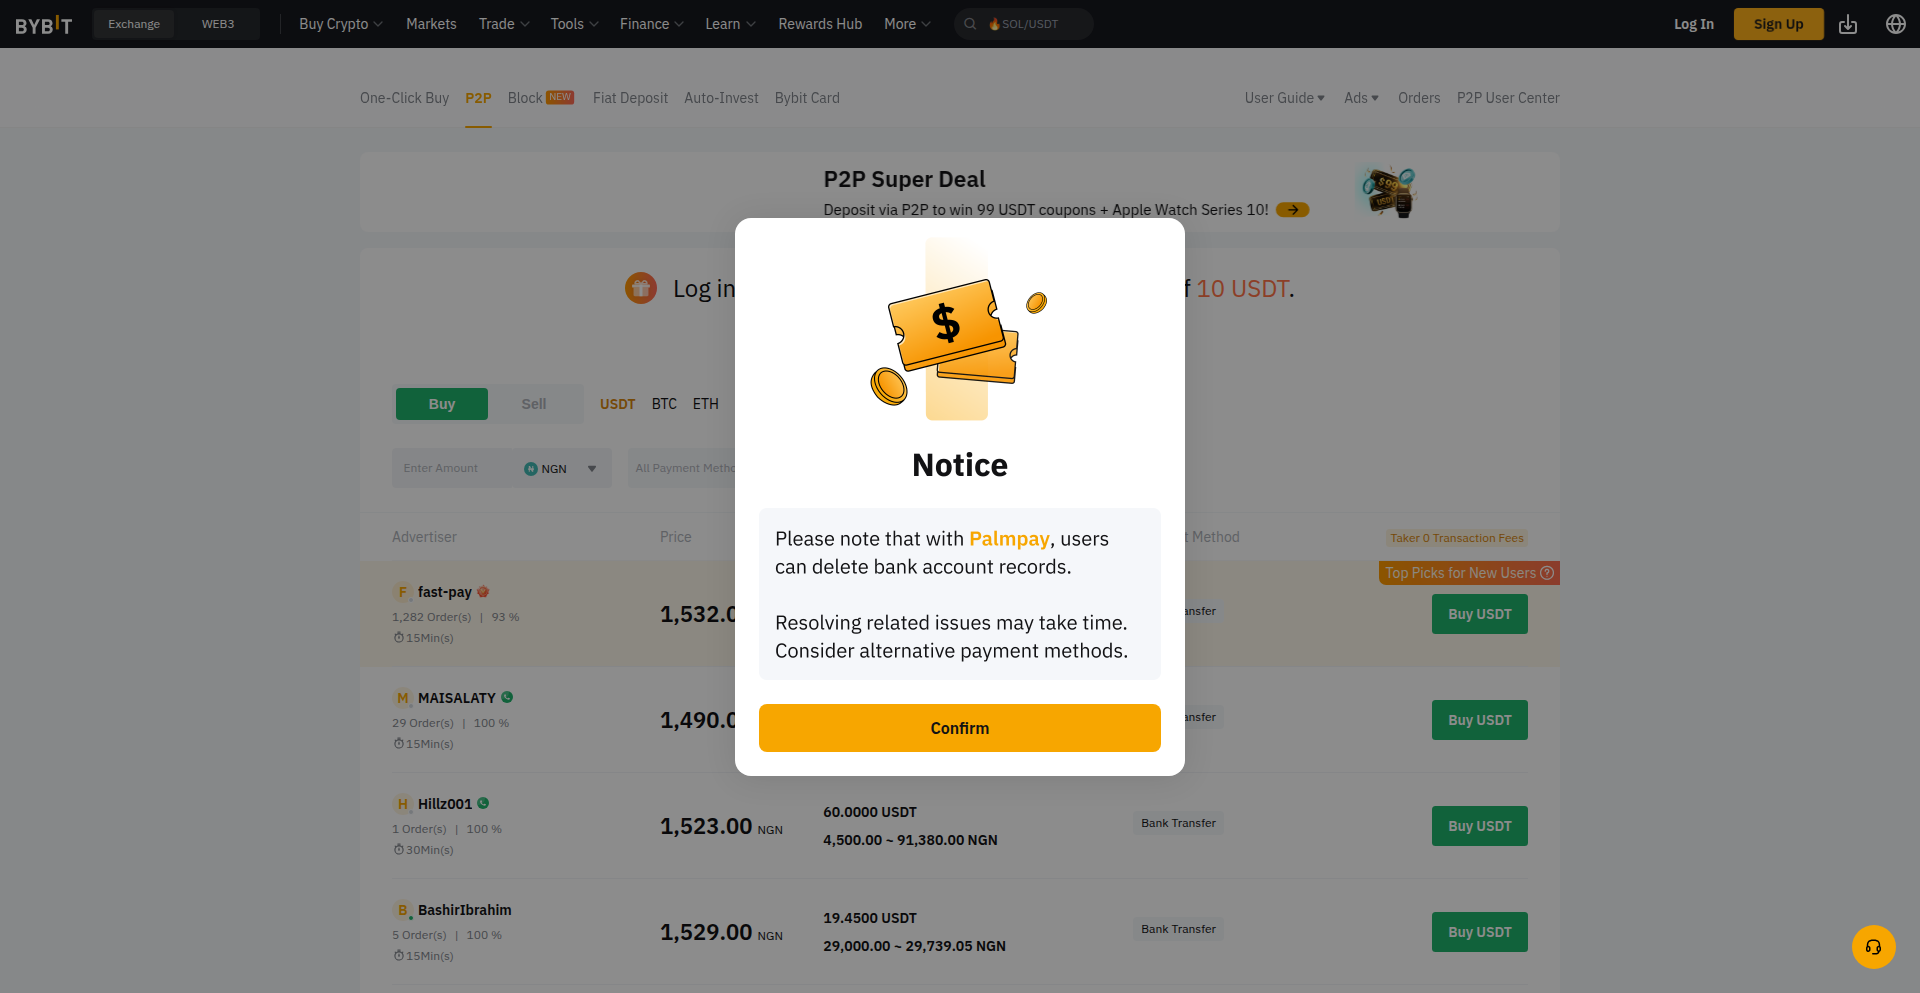 BYBIT Exchange WEB3 Buy Crypto Markets Trade Tools Finance Learn Rewards Hub More 🔥SOL/USDT Log In Sign Up
One-Click Buy P2P Block NEW Fiat Deposit Auto-Invest Bybit Card User Guide Ads Orders P2P User Center
P2P Super Deal
Deposit via P2P to win 99 USDT coupons + Apple Watch Series 10!
Log in
f 10 USDT.
$
Notice
Please note that with Palmpay, users
can delete bank account records.
Resolving related issues may take time.
Consider alternative payment methods.
Confirm
Buy Sell USDT BTC ETH
Enter Amount NGN All Payment Metho
Advertiser Price t Method Taker 0 Transaction Fees
Top Picks for New Users
F fast-pay
1,282 Order(s) | 93 %
15Min(s)
1,532.0
ansfer
Buy USDT
M MAISALATY
29 Order(s) | 100 %
15Min(s)
1,490.0
ansfer
Buy USDT
H Hillz001
1 Order(s) | 100 %
30Min(s)
1,523.00 NGN
60.0000 USDT
4,500.00 ~ 91,380.00 NGN
Bank Transfer
Buy USDT
B BashirIbrahim
5 Order(s) | 100 %
15Min(s)
1,529.00 NGN
19.4500 USDT
29,000.00 ~ 29,739.05 NGN
Bank Transfer
Buy USDT